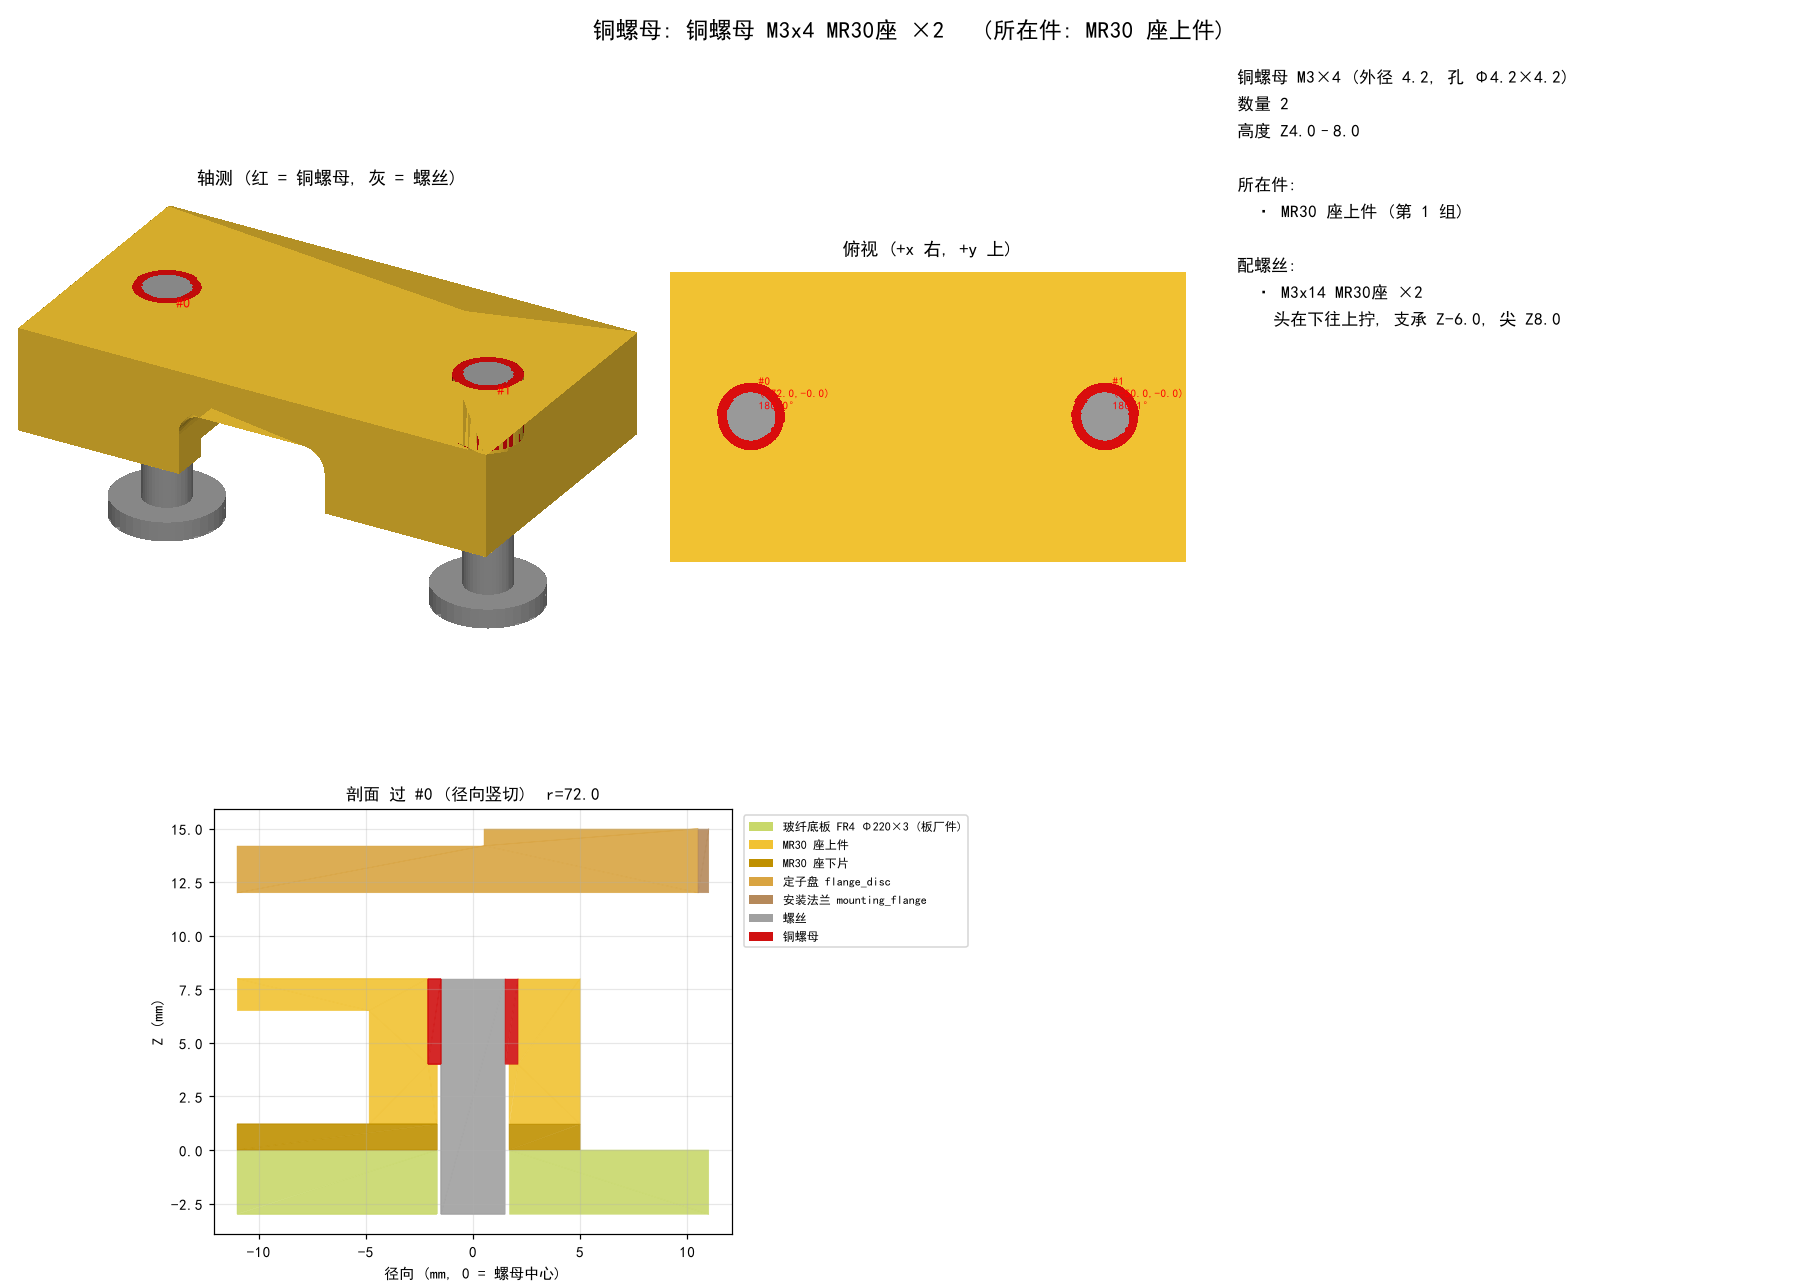 铜螺母: 铜螺母 M3x4 MR30座 ×2 (所在件: MR30 座上件)
铜螺母 M3×4 (外径 4.2, 孔 Φ4.2×4.2)
数量 2
高度 Z4.0–8.0
所在件:
· MR30 座上件 (第 1 组)
配螺丝:
· M3x14 MR30座 ×2
头在下往上拧, 支承 Z-6.0, 尖 Z8.0
轴测 (红 = 铜螺母, 灰 = 螺丝)
#0
#1
俯视 (+x 右, +y 上)
#0
#1
剖面 过 #0 (径向竖切) r=72.0
15.0
12.5
10.0
7.5
5.0
2.5
0.0
−2.5
Z (mm)
−10
−5
0
5
10
径向 (mm, 0 = 螺母中心)
玻纤底板 FR4 Φ220×3 (板厂件)
MR30 座上件
MR30 座下片
定子盘 flange_disc
安装法兰 mounting_flange
螺丝
铜螺母